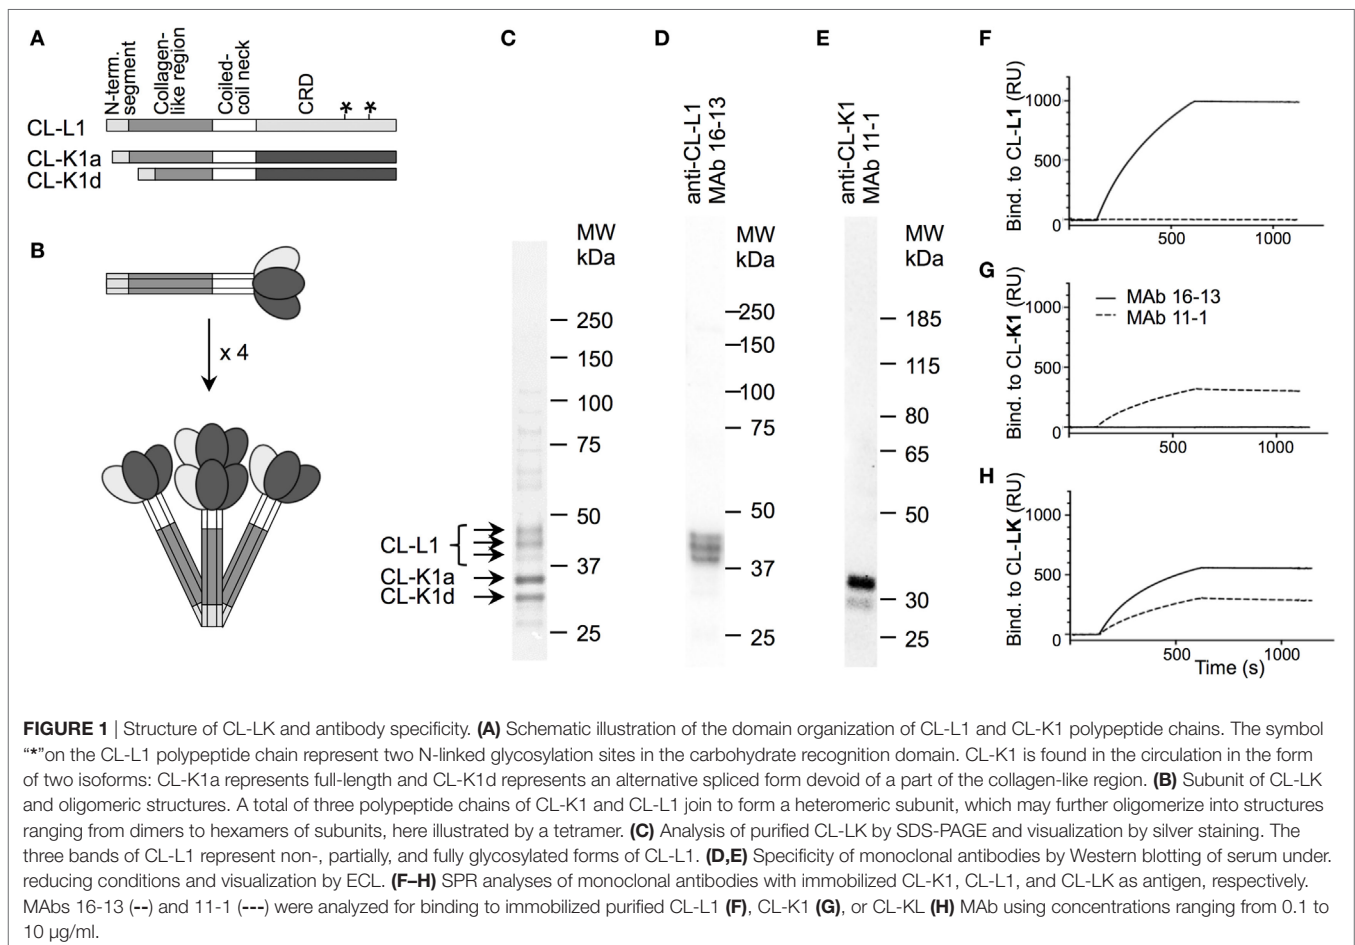 A
N-term.
segment
Collagen-
like region
Coiled-
coil neck
CRD
* *
CL-L1
CL-K1a
CL-K1d
B
x 4
C
MW
kDa
250
150
100
75
50
37
25
CL-L1
CL-K1a
CL-K1d
D
anti-CL-L1
MAb 16-13
MW
kDa
250
150
100
75
50
37
25
E
anti-CL-K1
MAb 11-1
MW
kDa
185
115
80
65
50
30
25
F
Bind. to CL-L1 (RU)
1000
500
0
500 1000
G
Bind. to CL-K1 (RU)
1000
500
0
MAb 16-13
MAb 11-1
500 1000
H
Bind. to CL-LK (RU)
1000
500
0
500 1000
Time (s)
FIGURE 1 | Structure of CL-LK and antibody specificity. (A) Schematic illustration of the domain organization of CL-L1 and CL-K1 polypeptide chains. The symbol
“*”on the CL-L1 polypeptide chain represent two N-linked glycosylation sites in the carbohydrate recognition domain. CL-K1 is found in the circulation in the form
of two isoforms: CL-K1a represents full-length and CL-K1d represents an alternative spliced form devoid of a part of the collagen-like region. (B) Subunit of CL-LK
and oligomeric structures. A total of three polypeptide chains of CL-K1 and CL-L1 join to form a heteromeric subunit, which may further oligomerize into structures
ranging from dimers to hexamers of subunits, here illustrated by a tetramer. (C) Analysis of purified CL-LK by SDS-PAGE and visualization by silver staining. The
three bands of CL-L1 represent non-, partially, and fully glycosylated forms of CL-L1. (D,E) Specificity of monoclonal antibodies by Western blotting of serum under.
reducing conditions and visualization by ECL. (F–H) SPR analyses of monoclonal antibodies with immobilized CL-K1, CL-L1, and CL-LK as antigen, respectively.
MAbs 16-13 (--) and 11-1 (---) were analyzed for binding to immobilized purified CL-L1 (F), CL-K1 (G), or CL-KL (H) MAb using concentrations ranging from 0.1 to
10 µg/ml.